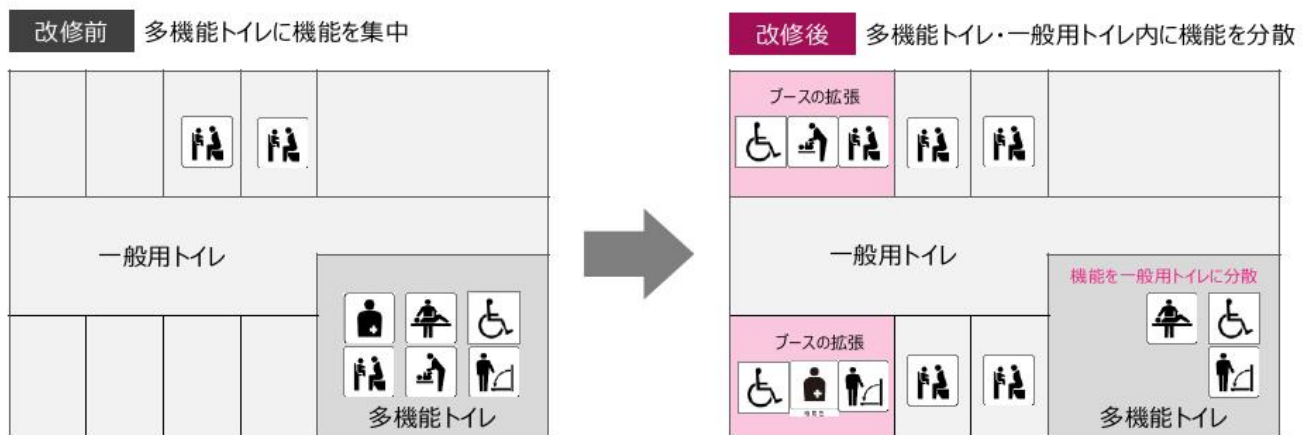 改修前
多機能トイレに機能を集中
一般用トイレ
多機能トイレ
改修後
多機能トイレ・一般用トイレ内に機能を分散
ブースの拡張
一般用トイレ
機能を一般用トイレに分散
ブースの拡張
多機能トイレ